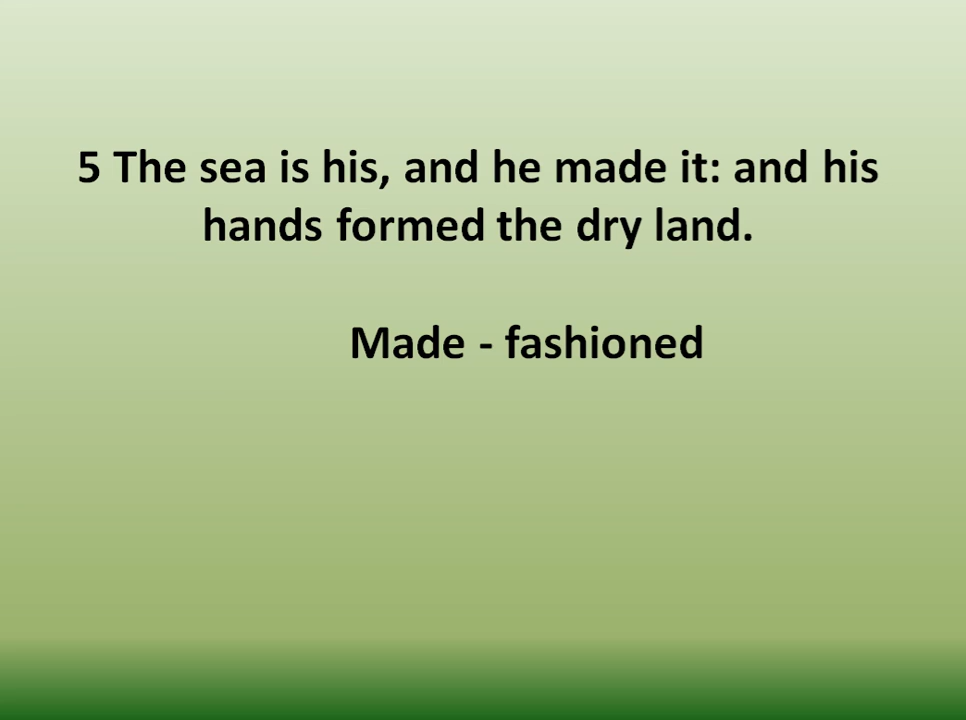 5 The sea is his, and he made it: and his
hands formed the dry land.
Made - fashioned